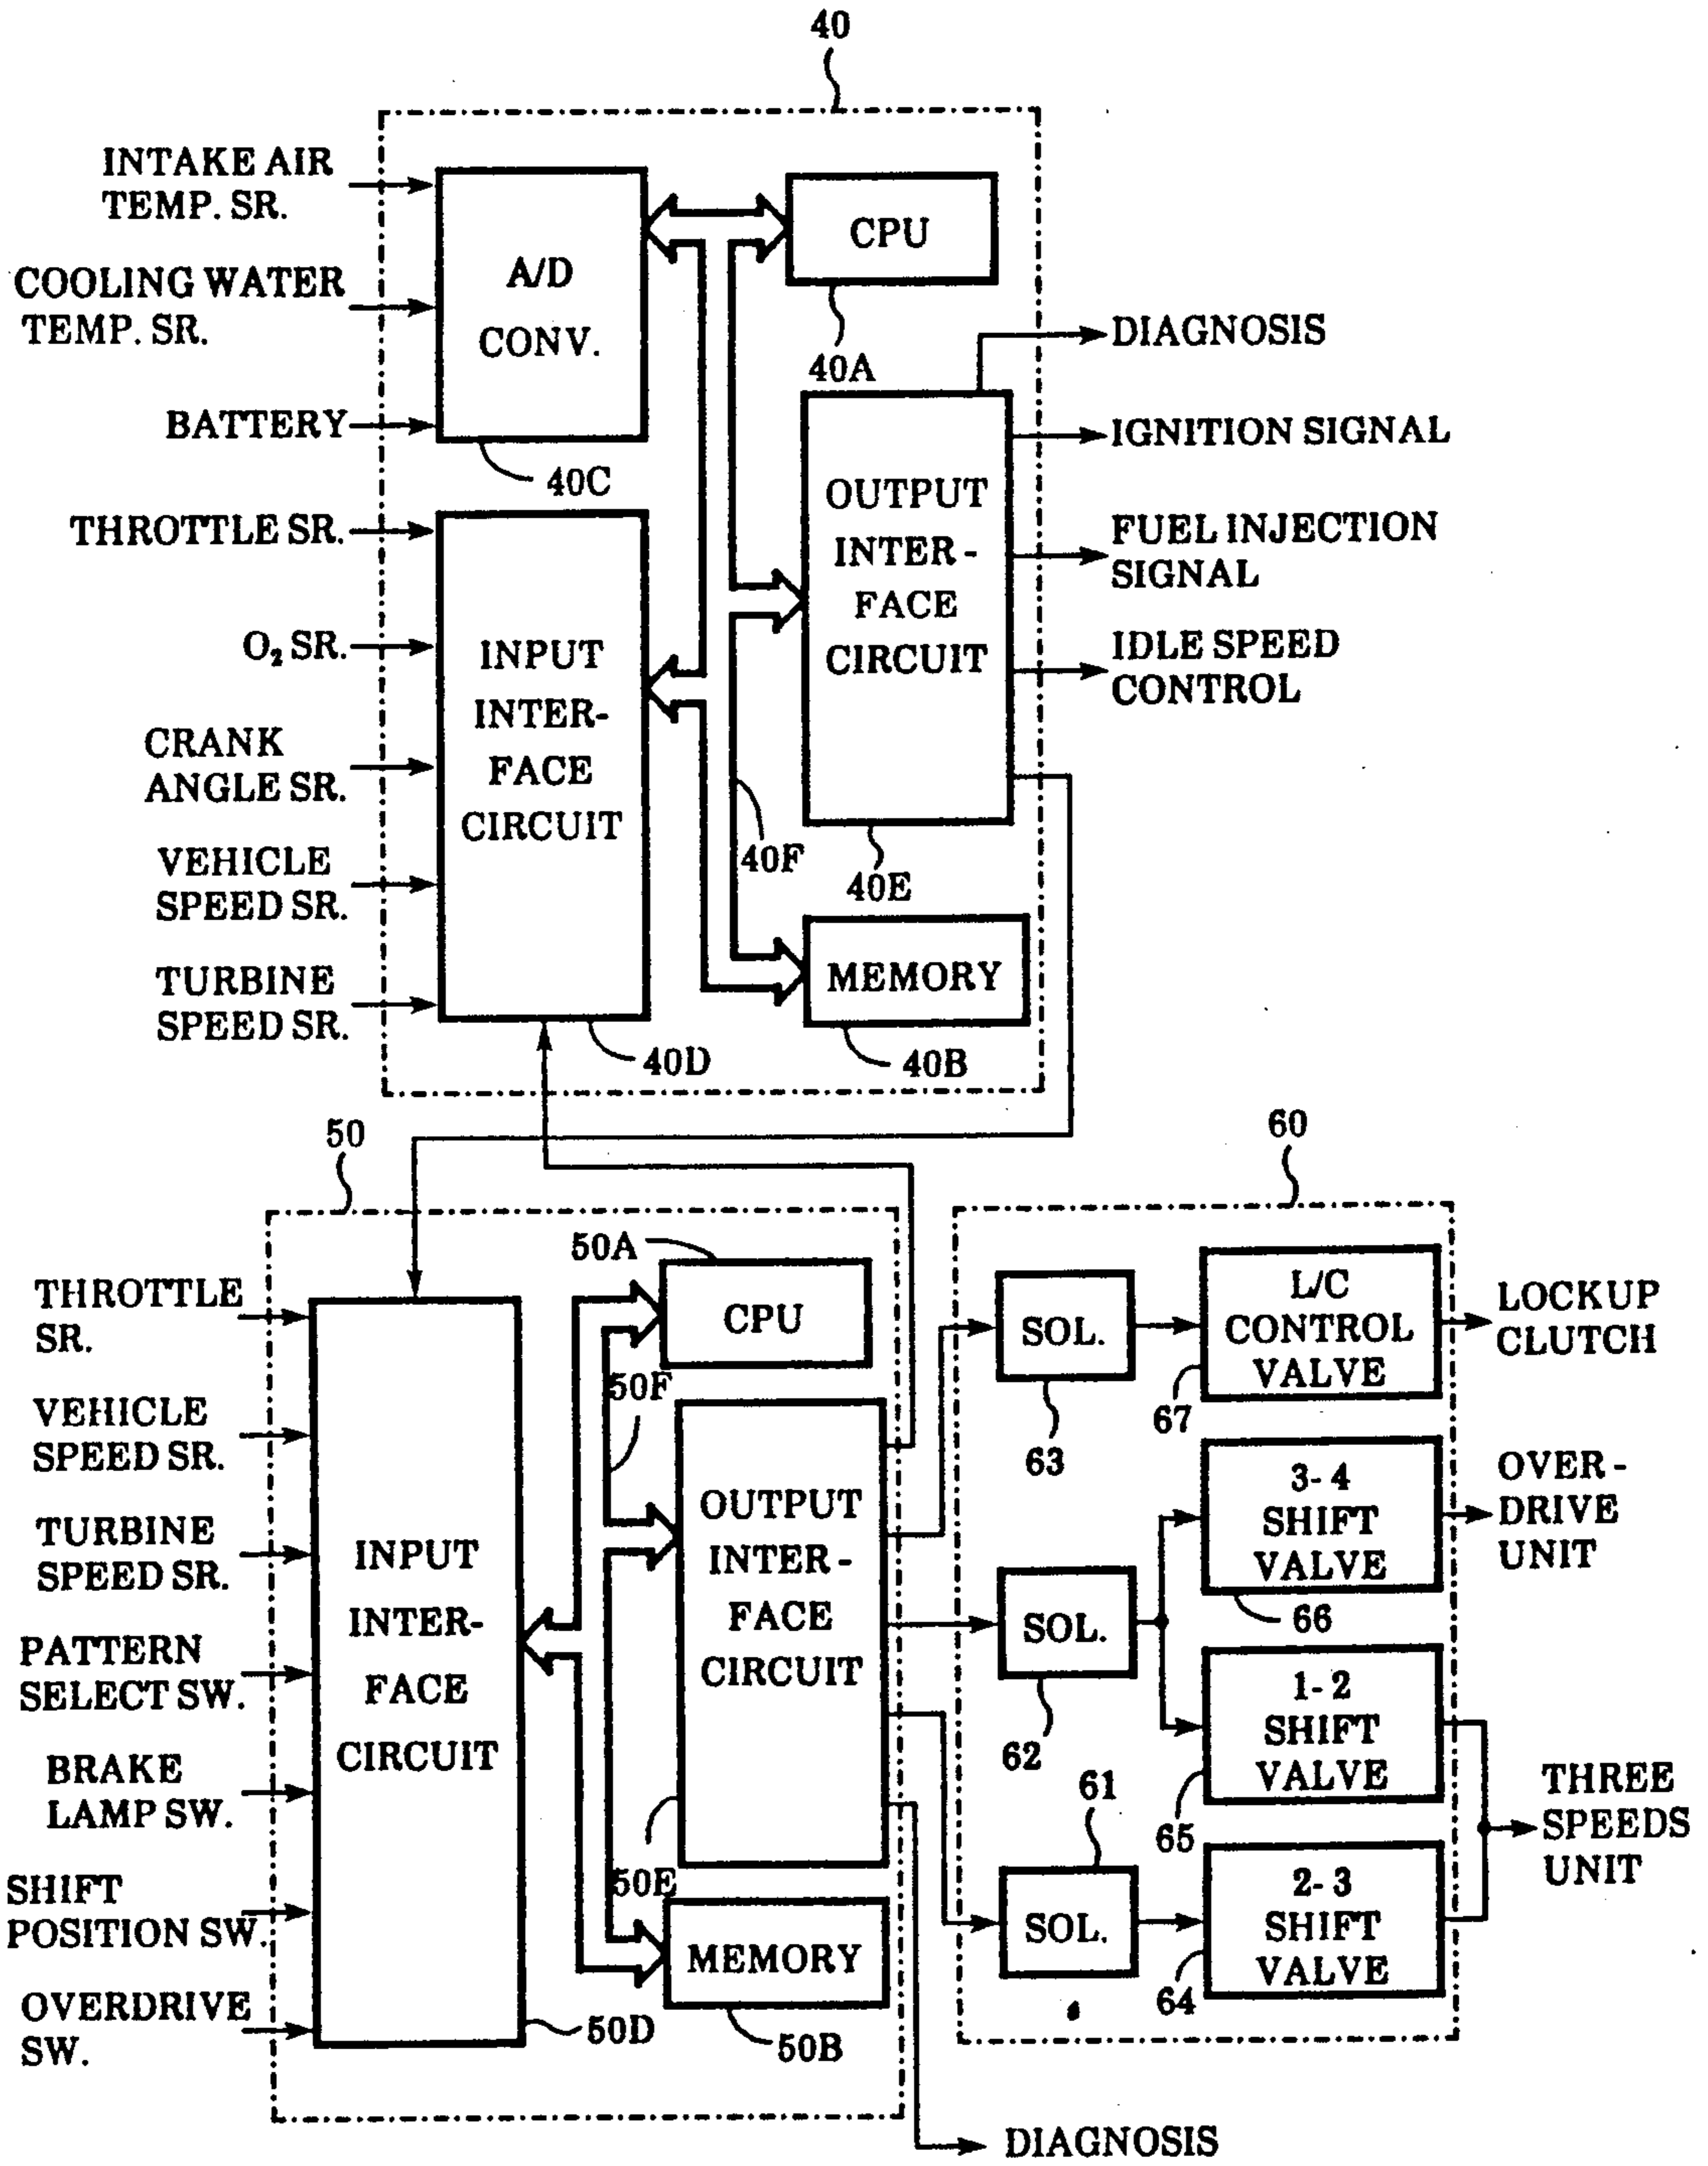 40
INTAKE AIR
TEMP. SR.
COOLING WATER
TEMP. SR.
BATTERY
A/D
CONV.
40C
CPU
40A
DIAGNOSIS
IGNITION SIGNAL
FUEL INJECTION
SIGNAL
IDLE SPEED
CONTROL
OUTPUT
INTER -
FACE
CIRCUIT
40E
THROTTLE SR.
O₂ SR.
CRANK
ANGLE SR.
VEHICLE
SPEED SR.
TURBINE
SPEED SR.
INPUT
INTER-
FACE
CIRCUIT
40D
40F
MEMORY
40B
50
THROTTLE
SR.
VEHICLE
SPEED SR.
TURBINE
SPEED SR.
PATTERN
SELECT SW.
BRAKE
LAMP SW.
SHIFT
POSITION SW.
OVERDRIVE
SW.
INPUT
INTER-
FACE
CIRCUIT
50D
50A
CPU
50F
OUTPUT
INTER -
FACE
CIRCUIT
50E
MEMORY
50B
DIAGNOSIS
60
SOL.
63
L/C
CONTROL
VALVE
67
LOCKUP
CLUTCH
3- 4
SHIFT
VALVE
66
OVER -
DRIVE
UNIT
SOL.
62
1- 2
SHIFT
VALVE
65
61
SOL.
2- 3
SHIFT
VALVE
64
THREE
SPEEDS
UNIT